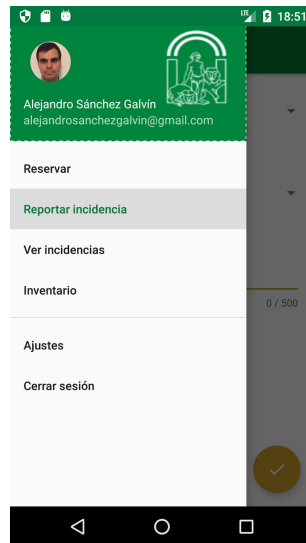 LTE 18:51
Alejandro Sánchez Galvín
alejandrosanchezgalvin@gmail.com
Reservar
Reportar incidencia
Ver incidencias
Inventario
0 / 500
Ajustes
Cerrar sesión